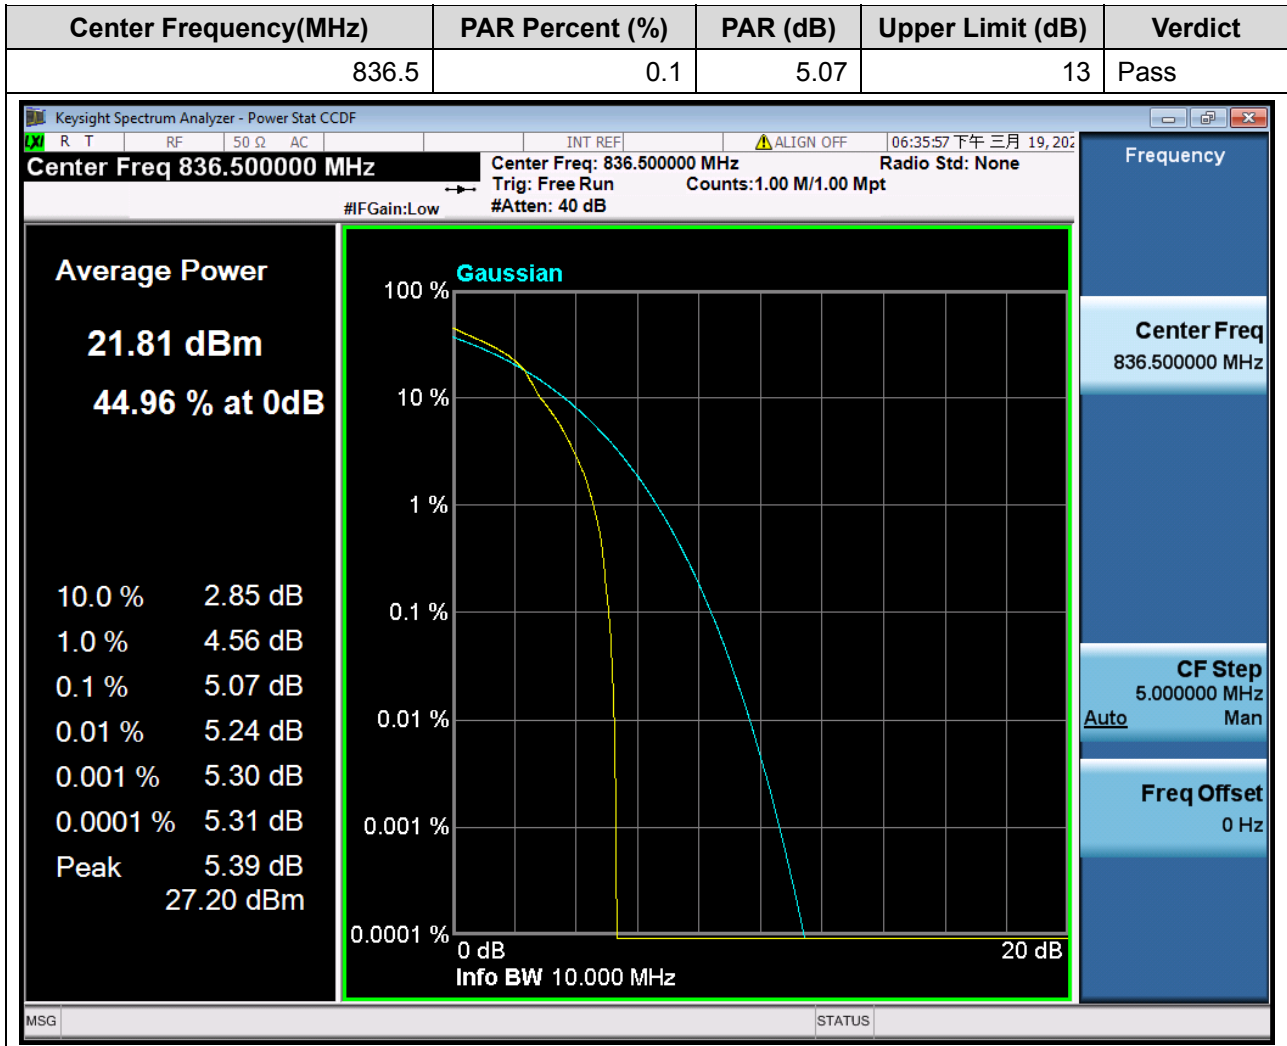 Center Frequency(MHz) PAR Percent (%) PAR (dB) Upper Limit (dB) Verdict
836.5 0.1 5.07 13 Pass
Keysight Spectrum Analyzer - Power Stat CCDF
LXI R T RF 50 Ω AC INT REF ALIGN OFF 06:35:57 下午 三月 19, 202
Center Freq 836.500000 MHz
#IFGain:Low
Center Freq: 836.500000 MHz Radio Std: None
Trig: Free Run Counts:1.00 M/1.00 Mpt
#Atten: 40 dB
Average Power
21.81 dBm
44.96 % at 0dB
10.0 % 2.85 dB
1.0 % 4.56 dB
0.1 % 5.07 dB
0.01 % 5.24 dB
0.001 % 5.30 dB
0.0001 % 5.31 dB
Peak 5.39 dB
27.20 dBm
Gaussian
100 %
10 %
1 %
0.1 %
0.01 %
0.001 %
0.0001 %
0 dB 20 dB
Info BW 10.000 MHz
Frequency
Center Freq
836.500000 MHz
CF Step
5.000000 MHz
Auto Man
Freq Offset
0 Hz
MSG STATUS